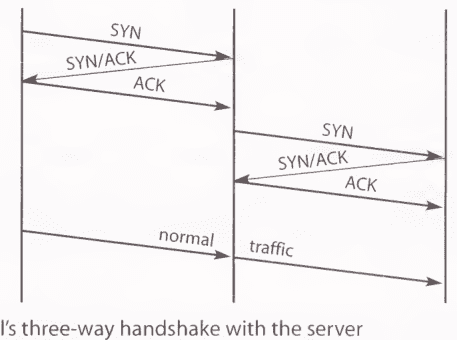 SYN
SYN/ACK
ACK
SYN
SYN/ACK
ACK
normal
traffic
l's three-way handshake with the server